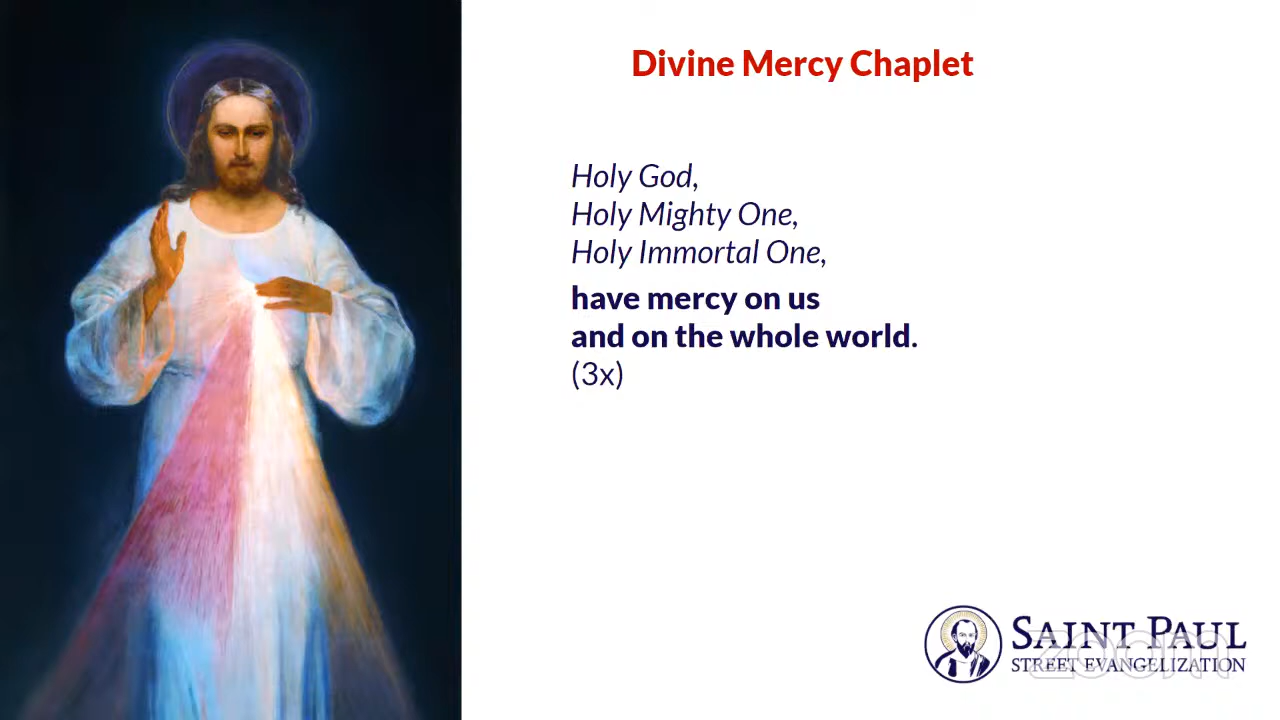 Divine Mercy Chaplet
Holy God,
Holy Mighty One,
Holy Immortal One,
have mercy on us
and on the whole world.
(3x)
SAINT PAUL
STREET EVANGELIZATION
zoom